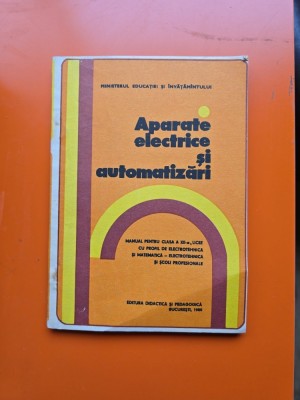 MINISTERUL EDUCAȚIEI ȘI ÎNVĂȚĂMÎNTULUI
Aparate
electrice
și
automatizări
MANUAL PENTRU CLASA A XII-a, LICEE
CU PROFIL DE ELECTROTEHNICĂ
ȘI MATEMATICĂ - ELECTROTEHNICĂ
ȘI ȘCOLI PROFESIONALE
EDITURA DIDACTICĂ ȘI PEDAGOGICĂ
BUCUREȘTI,